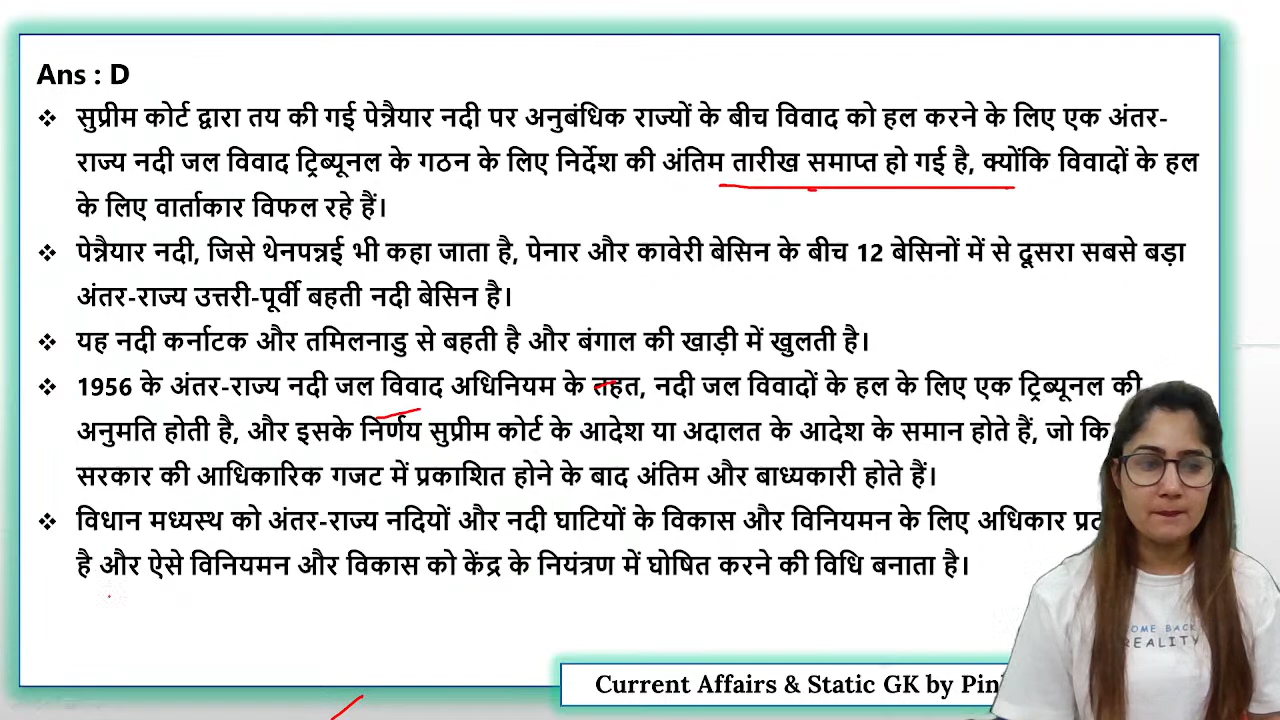 Ans : D
❖ सुप्रीम कोर्ट द्वारा तय की गई पेन्नैयार नदी पर अनुबंधिक राज्यों के बीच विवाद को हल करने के लिए एक अंतर-
राज्य नदी जल विवाद ट्रिब्यूनल के गठन के लिए निर्देश की अंतिम तारीख समाप्त हो गई है, क्योंकि विवादों के हल
के लिए वार्ताकार विफल रहे हैं।
❖ पेन्नैयार नदी, जिसे थेनपन्नई भी कहा जाता है, पेनार और कावेरी बेसिन के बीच 12 बेसिनों में से दूसरा सबसे बड़ा
अंतर-राज्य उत्तरी-पूर्वी बहती नदी बेसिन है।
❖ यह नदी कर्नाटक और तमिलनाडु से बहती है और बंगाल की खाड़ी में खुलती है।
❖ 1956 के अंतर-राज्य नदी जल विवाद अधिनियम के तहत, नदी जल विवादों के हल के लिए एक ट्रिब्यूनल की
अनुमति होती है, और इसके निर्णय सुप्रीम कोर्ट के आदेश या अदालत के आदेश के समान होते हैं, जो कि
सरकार की आधिकारिक गजट में प्रकाशित होने के बाद अंतिम और बाध्यकारी होते हैं।
❖ विधान मध्यस्थ को अंतर-राज्य नदियों और नदी घाटियों के विकास और विनियमन के लिए अधिकार
है और ऐसे विनियमन और विकास को केंद्र के नियंत्रण में घोषित करने की विधि बनाता है।
BACK
REALITY
Current Affairs & Static GK by